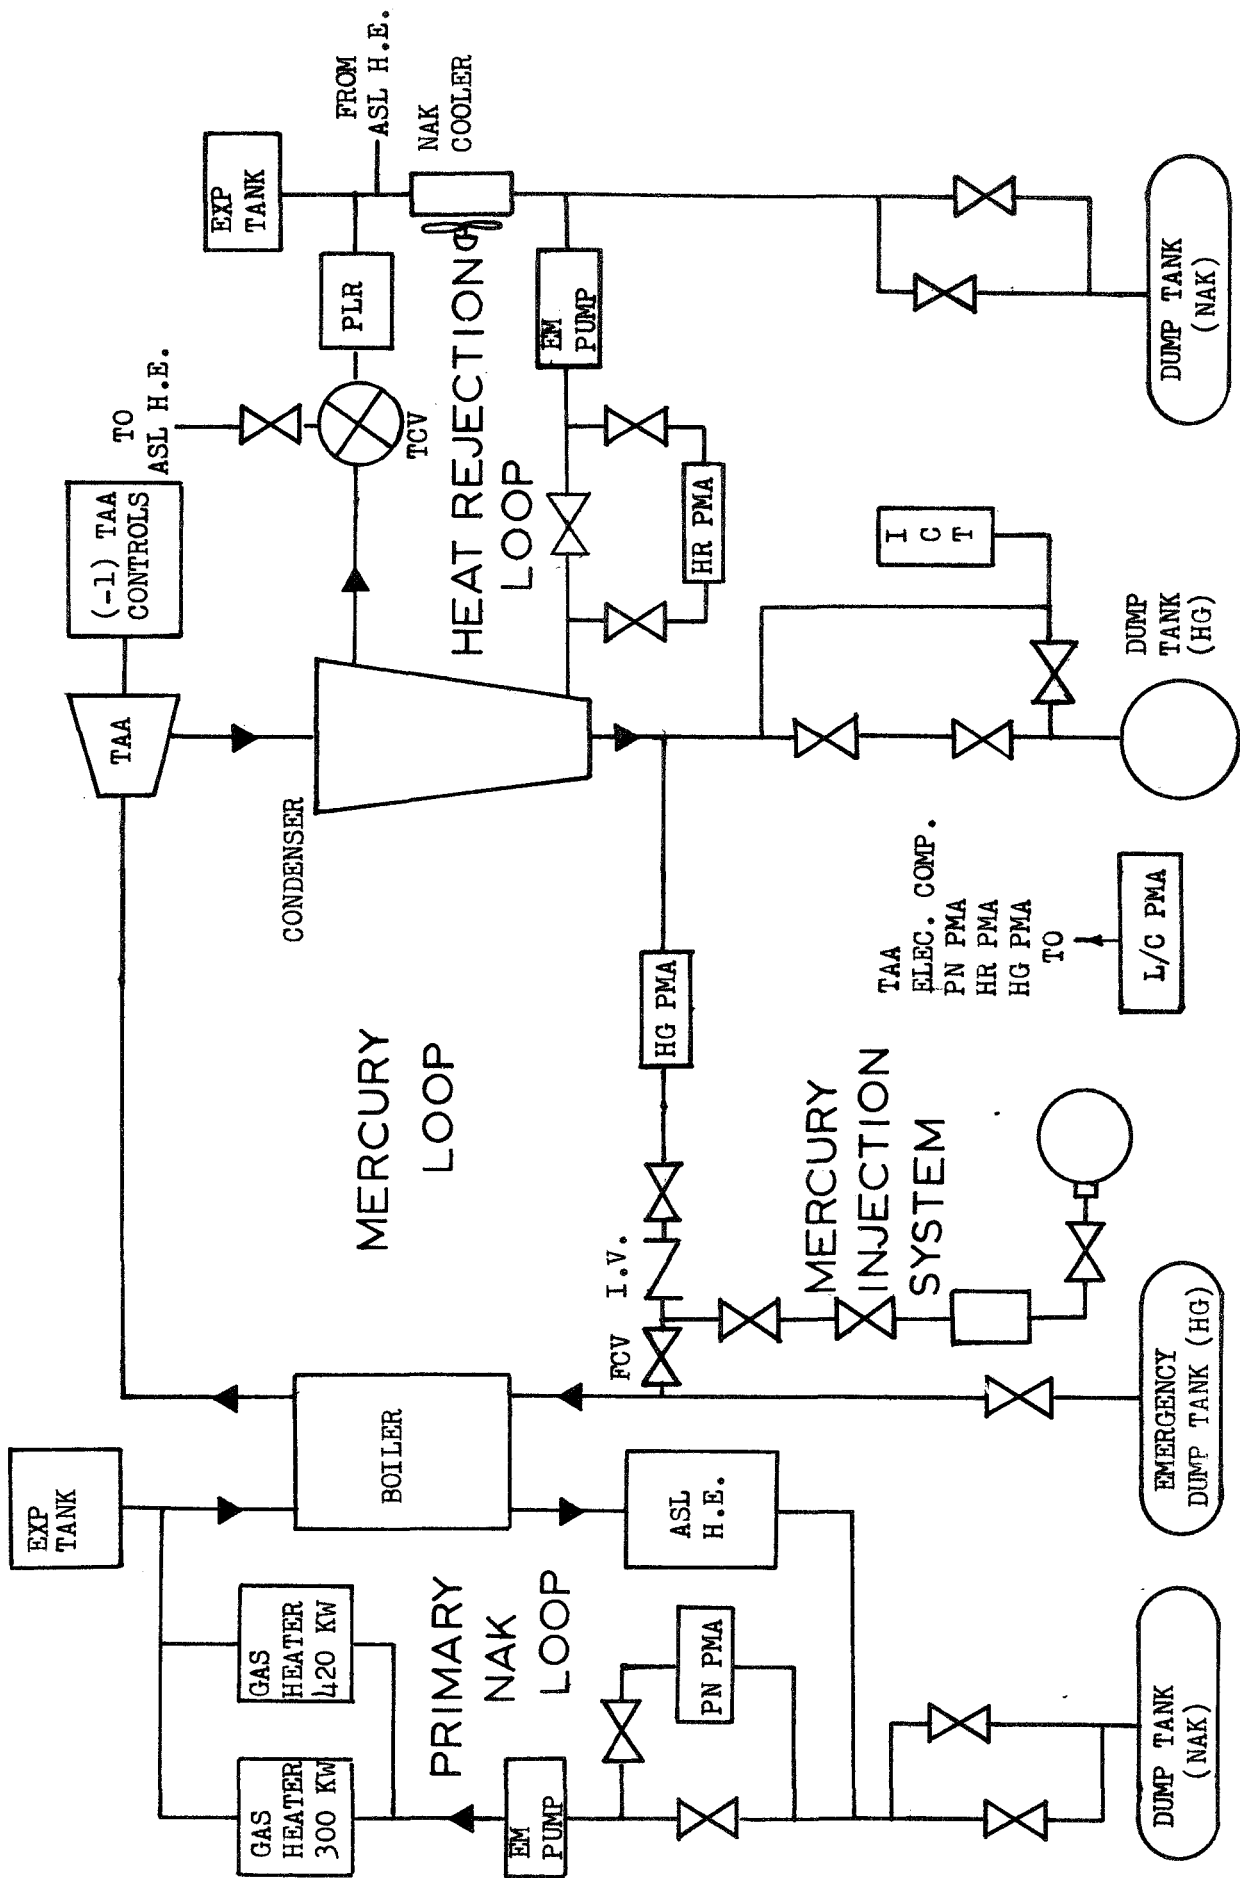 EXP
TANK
GAS
HEATER
300 KW
GAS
HEATER
420 KW
PRIMARY
NAK
LOOP
EM
PUMP
PN PMA
BOILER
ASL
H.E.
DUMP TANK
(NAK)
MERCURY
LOOP
FCV
I.V.
HG PMA
MERCURY
INJECTION
SYSTEM
EMERGENCY
DUMP TANK (HG)
TAA
(-1) TAA
CONTROLS
CONDENSER
TO
ASL H.E.
TCV
PLR
EXP
TANK
FROM
ASL H.E.
NAK
COOLER
HEAT REJECTION
LOOP
EM
PUMP
HR PMA
I
C
T
DUMP
TANK
(HG)
TAA
ELEC. COMP.
PN PMA
HR PMA
HG PMA
TO
L/C PMA
DUMP TANK
(NAK)